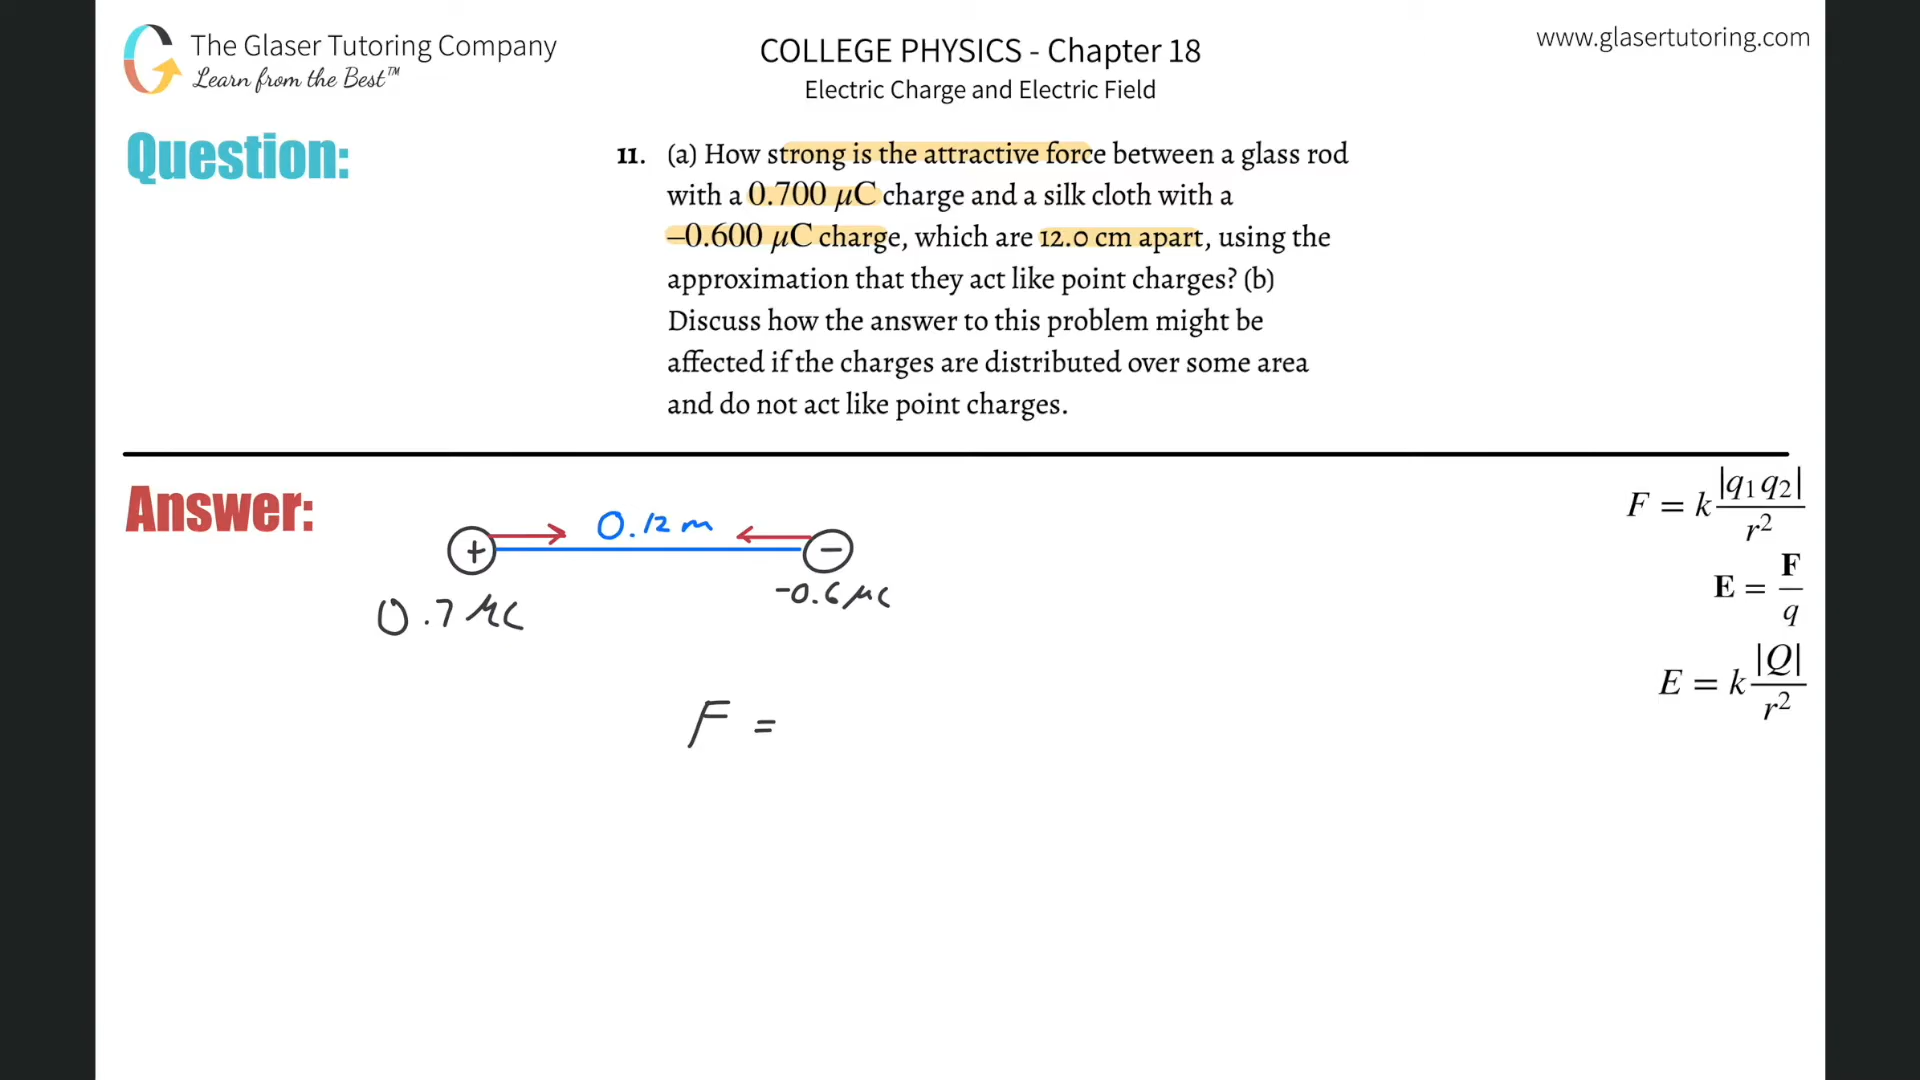 The Glaser Tutoring Company
Learn from the Best™
COLLEGE PHYSICS - Chapter 18
Electric Charge and Electric Field
www.glasertutoring.com
Question:
11. (a) How strong is the attractive force between a glass rod
with a 0.700 μC charge and a silk cloth with a
–0.600 μC charge, which are 12.0 cm apart, using the
approximation that they act like point charges? (b)
Discuss how the answer to this problem might be
affected if the charges are distributed over some area
and do not act like point charges.
Answer:
+ 0.12 m −
0.7 μC
-0.6 μC
F =
F = k |q₁q₂| / r²
E = F / q
E = k |Q| / r²